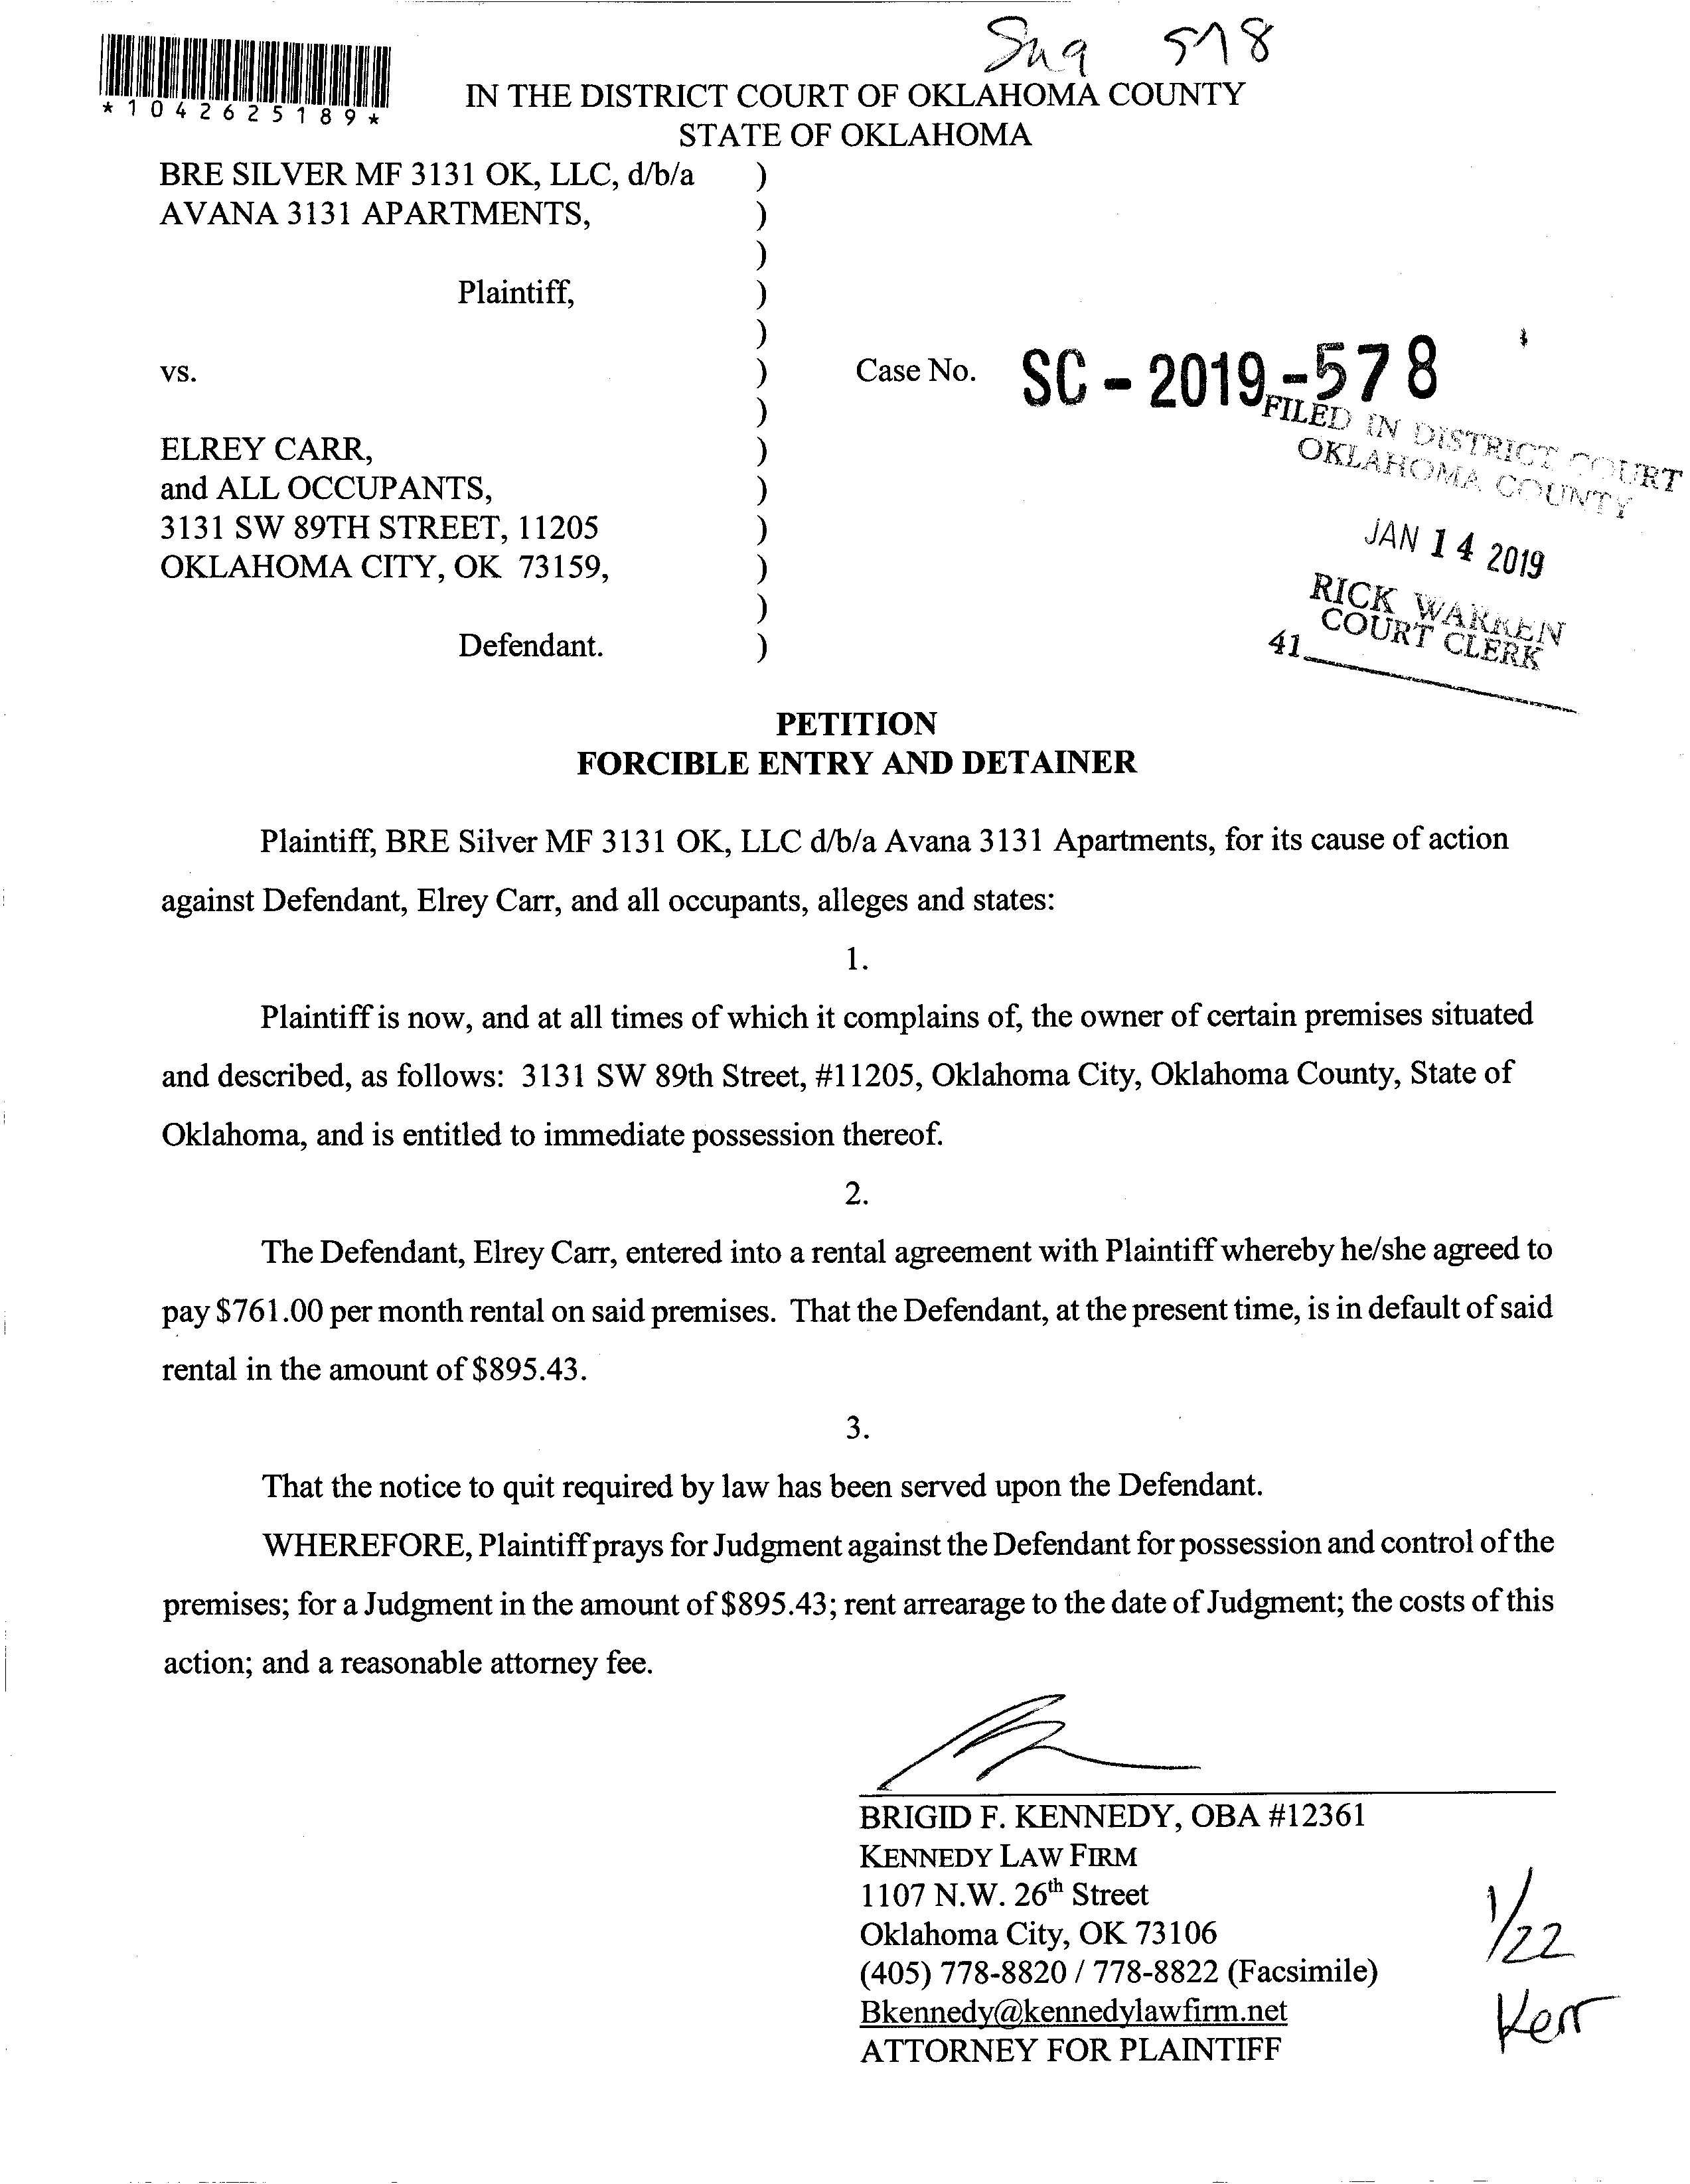 578
*1042625189*
IN THE DISTRICT COURT OF OKLAHOMA COUNTY
STATE OF OKLAHOMA
BRE SILVER MF 3131 OK, LLC, d/b/a )
AVANA 3131 APARTMENTS, )
)
Plaintiff, )
)
vs. ) Case No. SC - 2019 - 578
)
ELREY CARR, )
and ALL OCCUPANTS, )
3131 SW 89TH STREET, 11205 )
OKLAHOMA CITY, OK 73159, )
)
Defendant. )
FILED IN DISTRICT COURT
OKLAHOMA COUNTY
JAN 14 2019
RICK WARREN
COURT CLERK
41
PETITION
FORCIBLE ENTRY AND DETAINER
Plaintiff, BRE Silver MF 3131 OK, LLC d/b/a Avana 3131 Apartments, for its cause of action
against Defendant, Elrey Carr, and all occupants, alleges and states:
1.
Plaintiff is now, and at all times of which it complains of, the owner of certain premises situated
and described, as follows: 3131 SW 89th Street, #11205, Oklahoma City, Oklahoma County, State of
Oklahoma, and is entitled to immediate possession thereof.
2.
The Defendant, Elrey Carr, entered into a rental agreement with Plaintiff whereby he/she agreed to
pay $761.00 per month rental on said premises. That the Defendant, at the present time, is in default of said
rental in the amount of $895.43.
3.
That the notice to quit required by law has been served upon the Defendant.
WHEREFORE, Plaintiff prays for Judgment against the Defendant for possession and control of the
premises; for a Judgment in the amount of $895.43; rent arrearage to the date of Judgment; the costs of this
action; and a reasonable attorney fee.
BRIGID F. KENNEDY, OBA #12361
KENNEDY LAW FIRM
1107 N.W. 26th Street
Oklahoma City, OK 73106
(405) 778-8820 / 778-8822 (Facsimile)
Bkennedy@kennedylawfirm.net
ATTORNEY FOR PLAINTIFF
1/22
Kerr